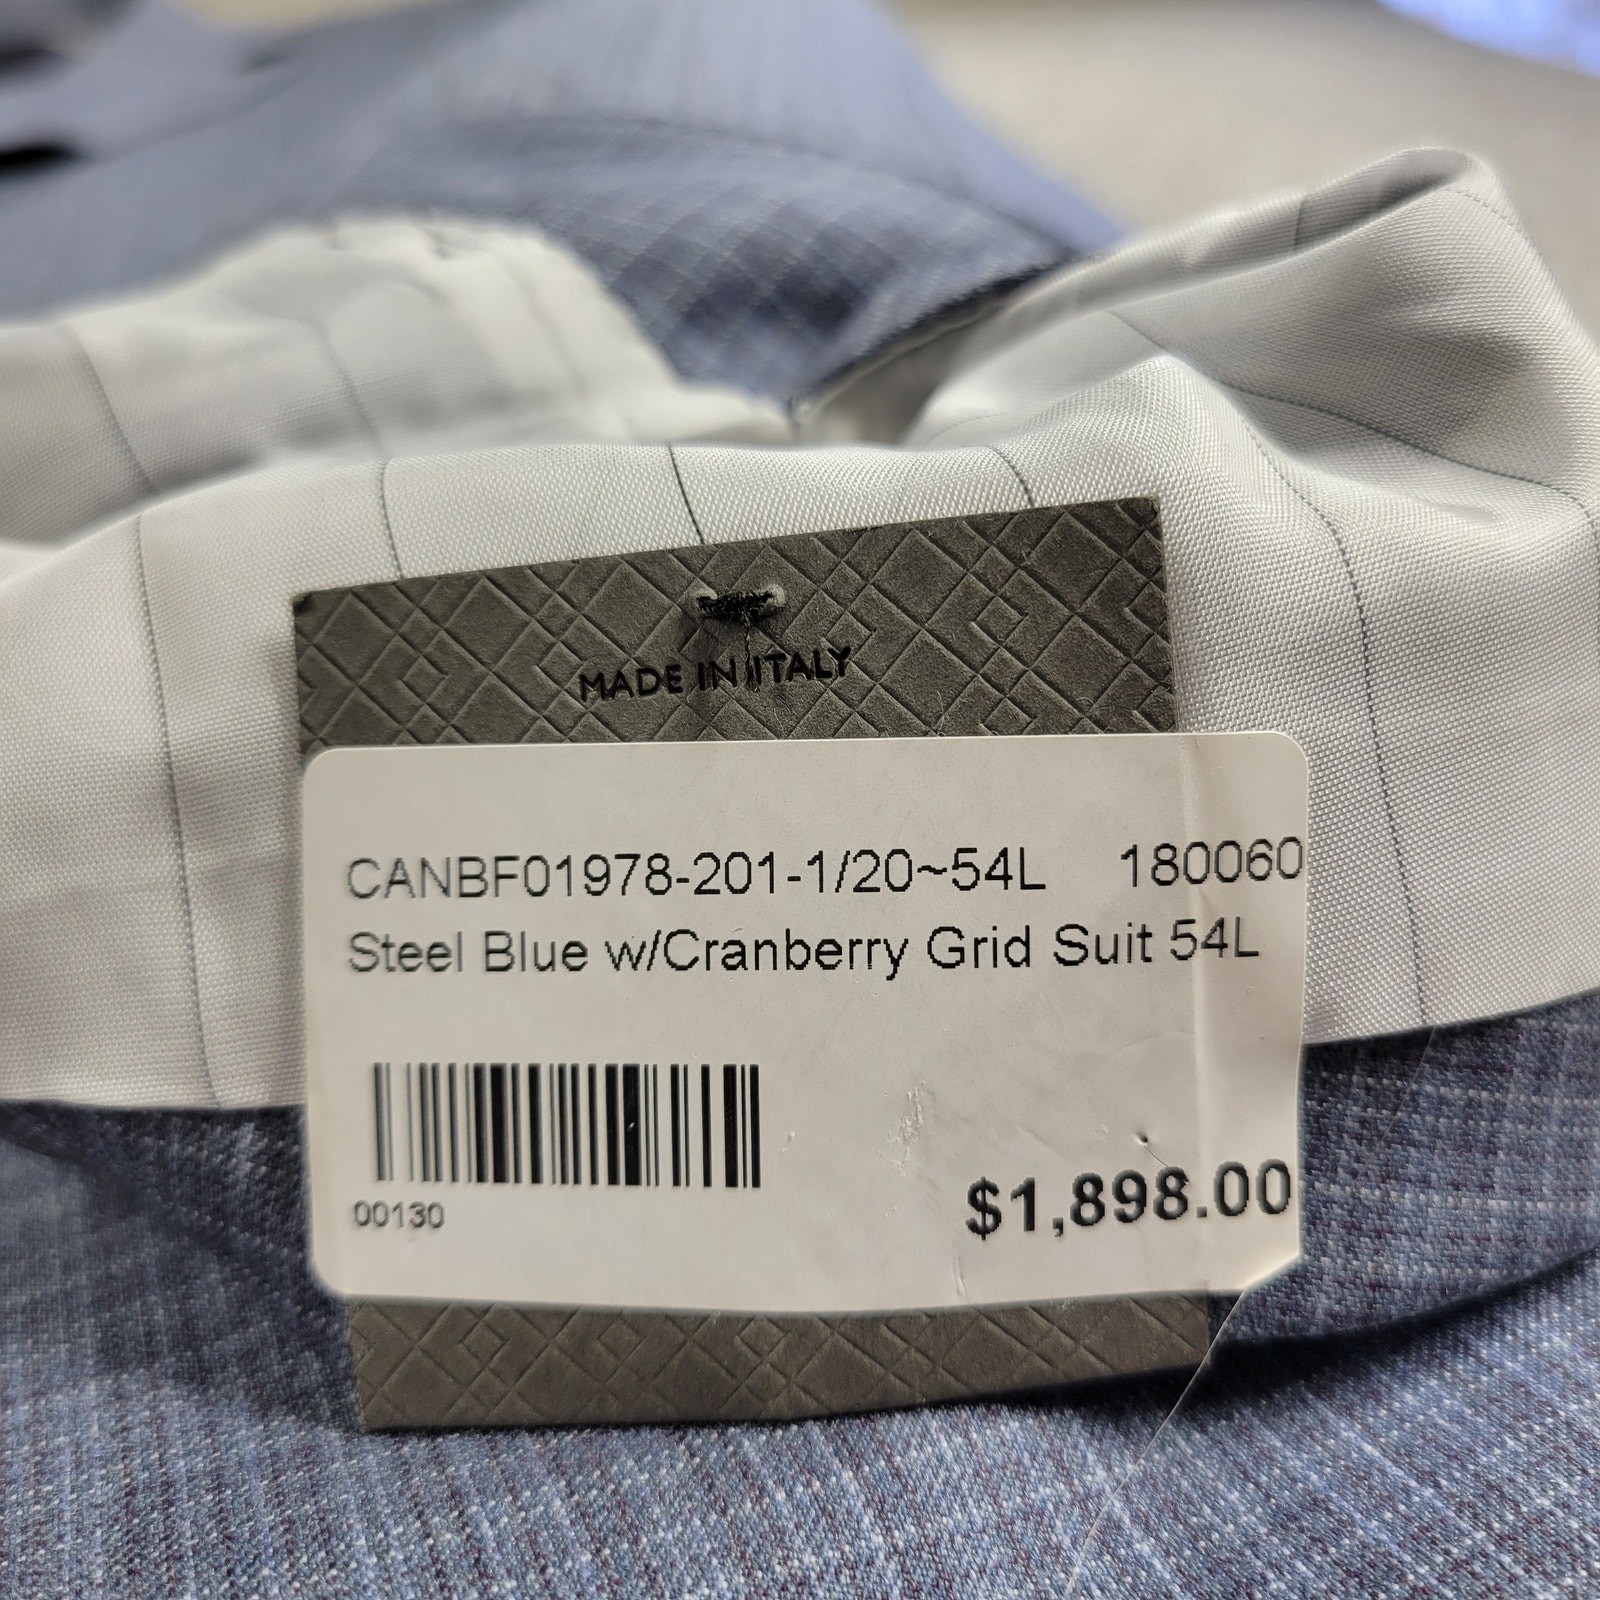 MADE IN ITALY
CANBF01978-201-1/20~54L 180060
Steel Blue w/Cranberry Grid Suit 54L
00130
$1,898.00